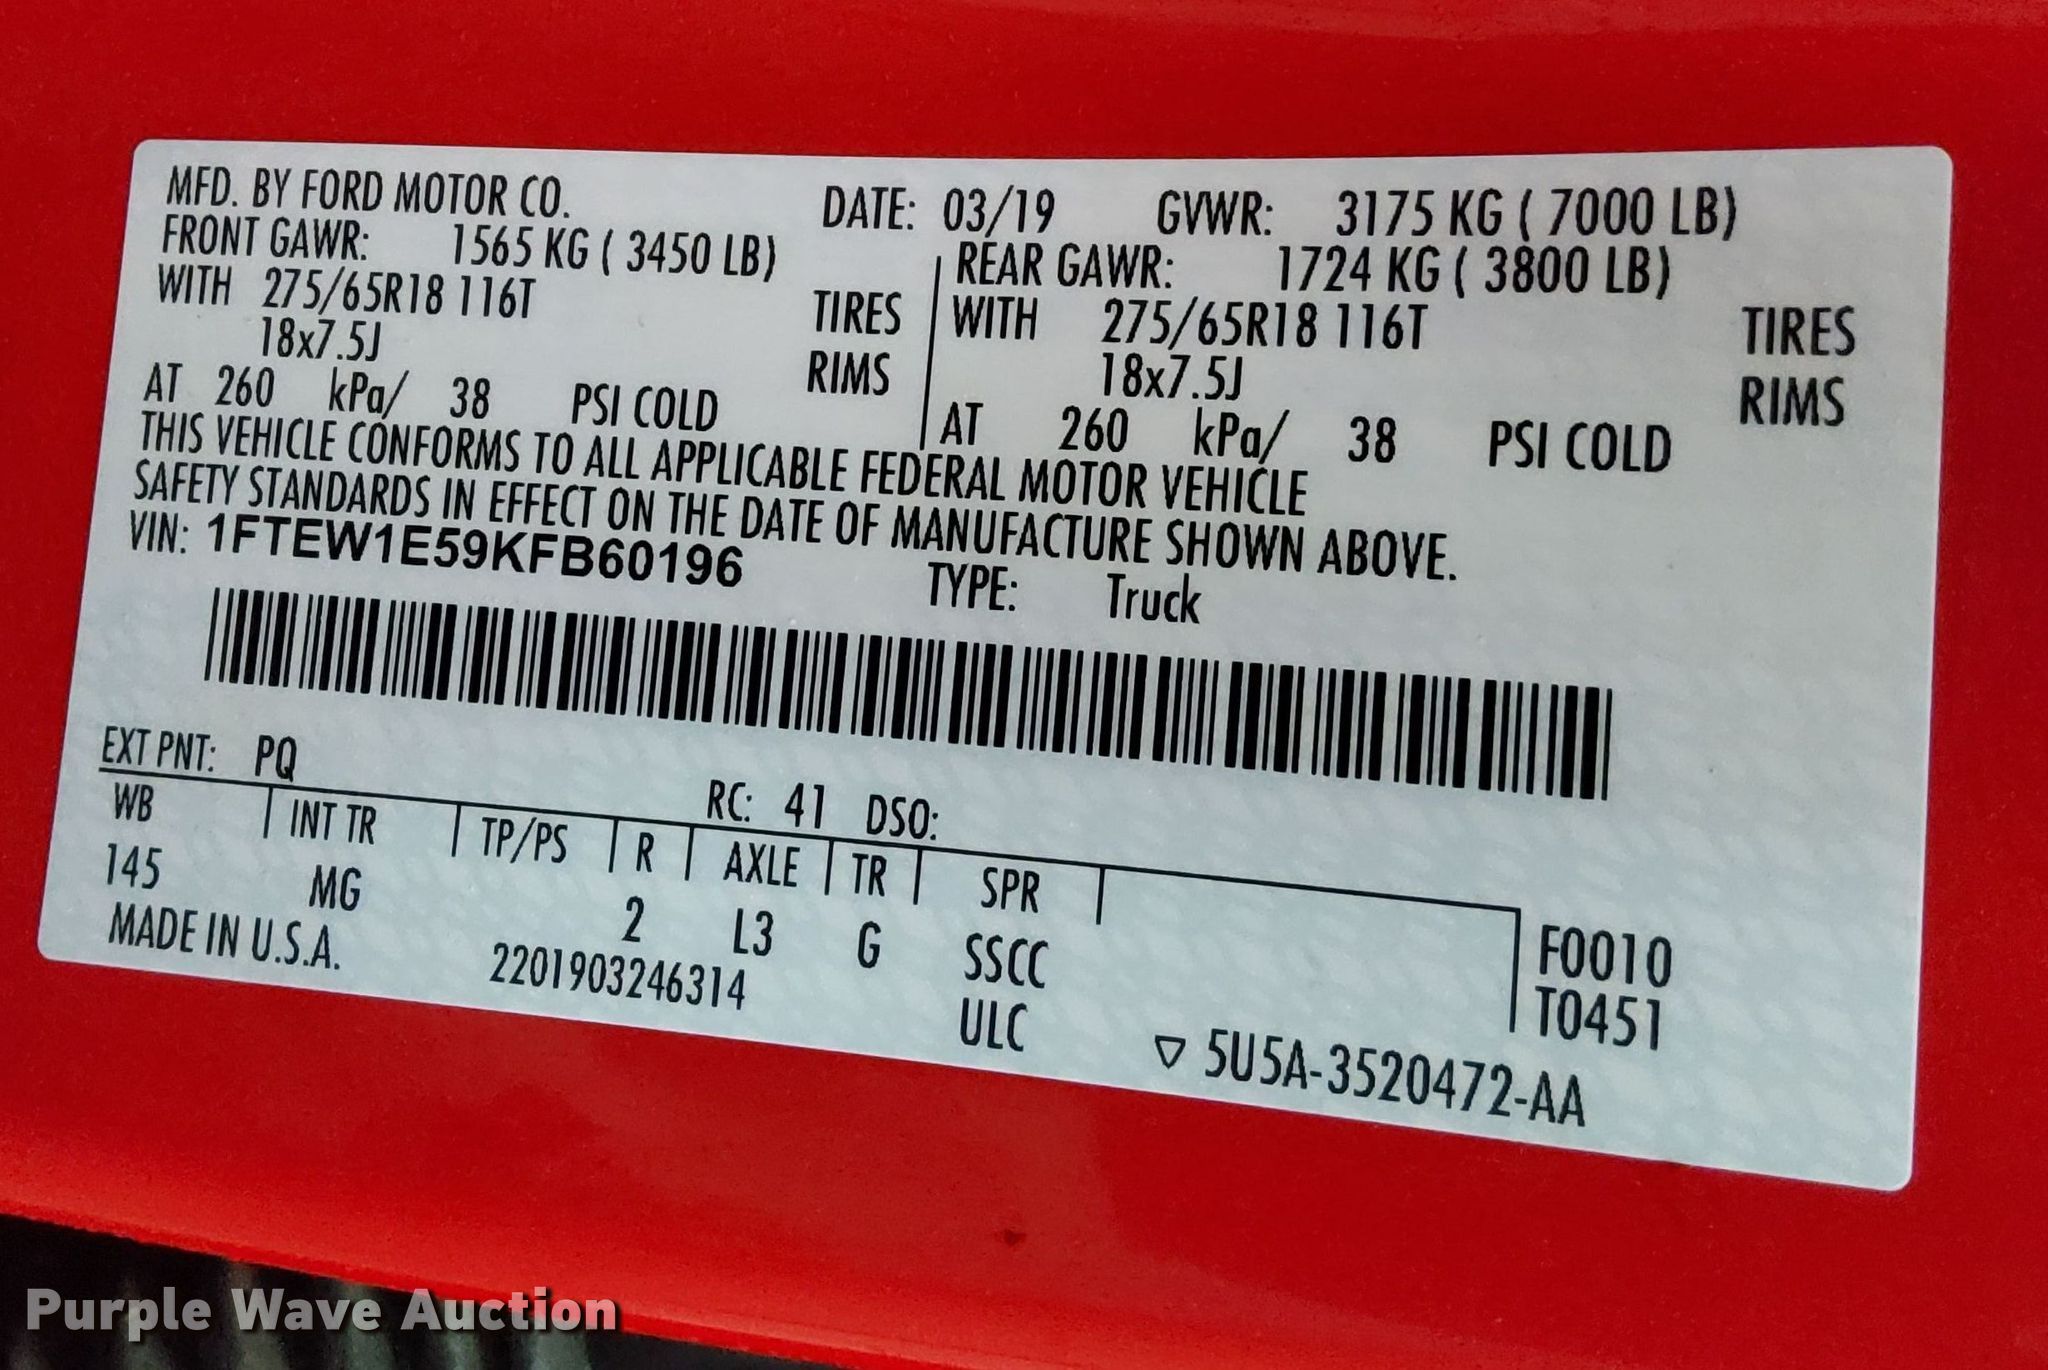 MFD. BY FORD MOTOR CO. DATE: 03/19 GVWR: 3175 KG ( 7000 LB)
FRONT GAWR: 1565 KG ( 3450 LB) REAR GAWR: 1724 KG ( 3800 LB)
WITH 275/65R18 116T TIRES WITH 275/65R18 116T TIRES
18x7.5J RIMS 18x7.5J RIMS
AT 260 kPa/ 38 PSI COLD AT 260 kPa/ 38 PSI COLD
THIS VEHICLE CONFORMS TO ALL APPLICABLE FEDERAL MOTOR VEHICLE
SAFETY STANDARDS IN EFFECT ON THE DATE OF MANUFACTURE SHOWN ABOVE.
VIN: 1FTEW1E59KFB60196 TYPE: Truck
EXT PNT: PQ RC: 41 DSO:
WB INT TR TP/PS R AXLE TR SPR
145 MG 2 L3 G SSCC F0010
MADE IN U.S.A. 2201903246314 ULC T0451
▽ 5U5A-3520472-AA
Purple Wave Auction